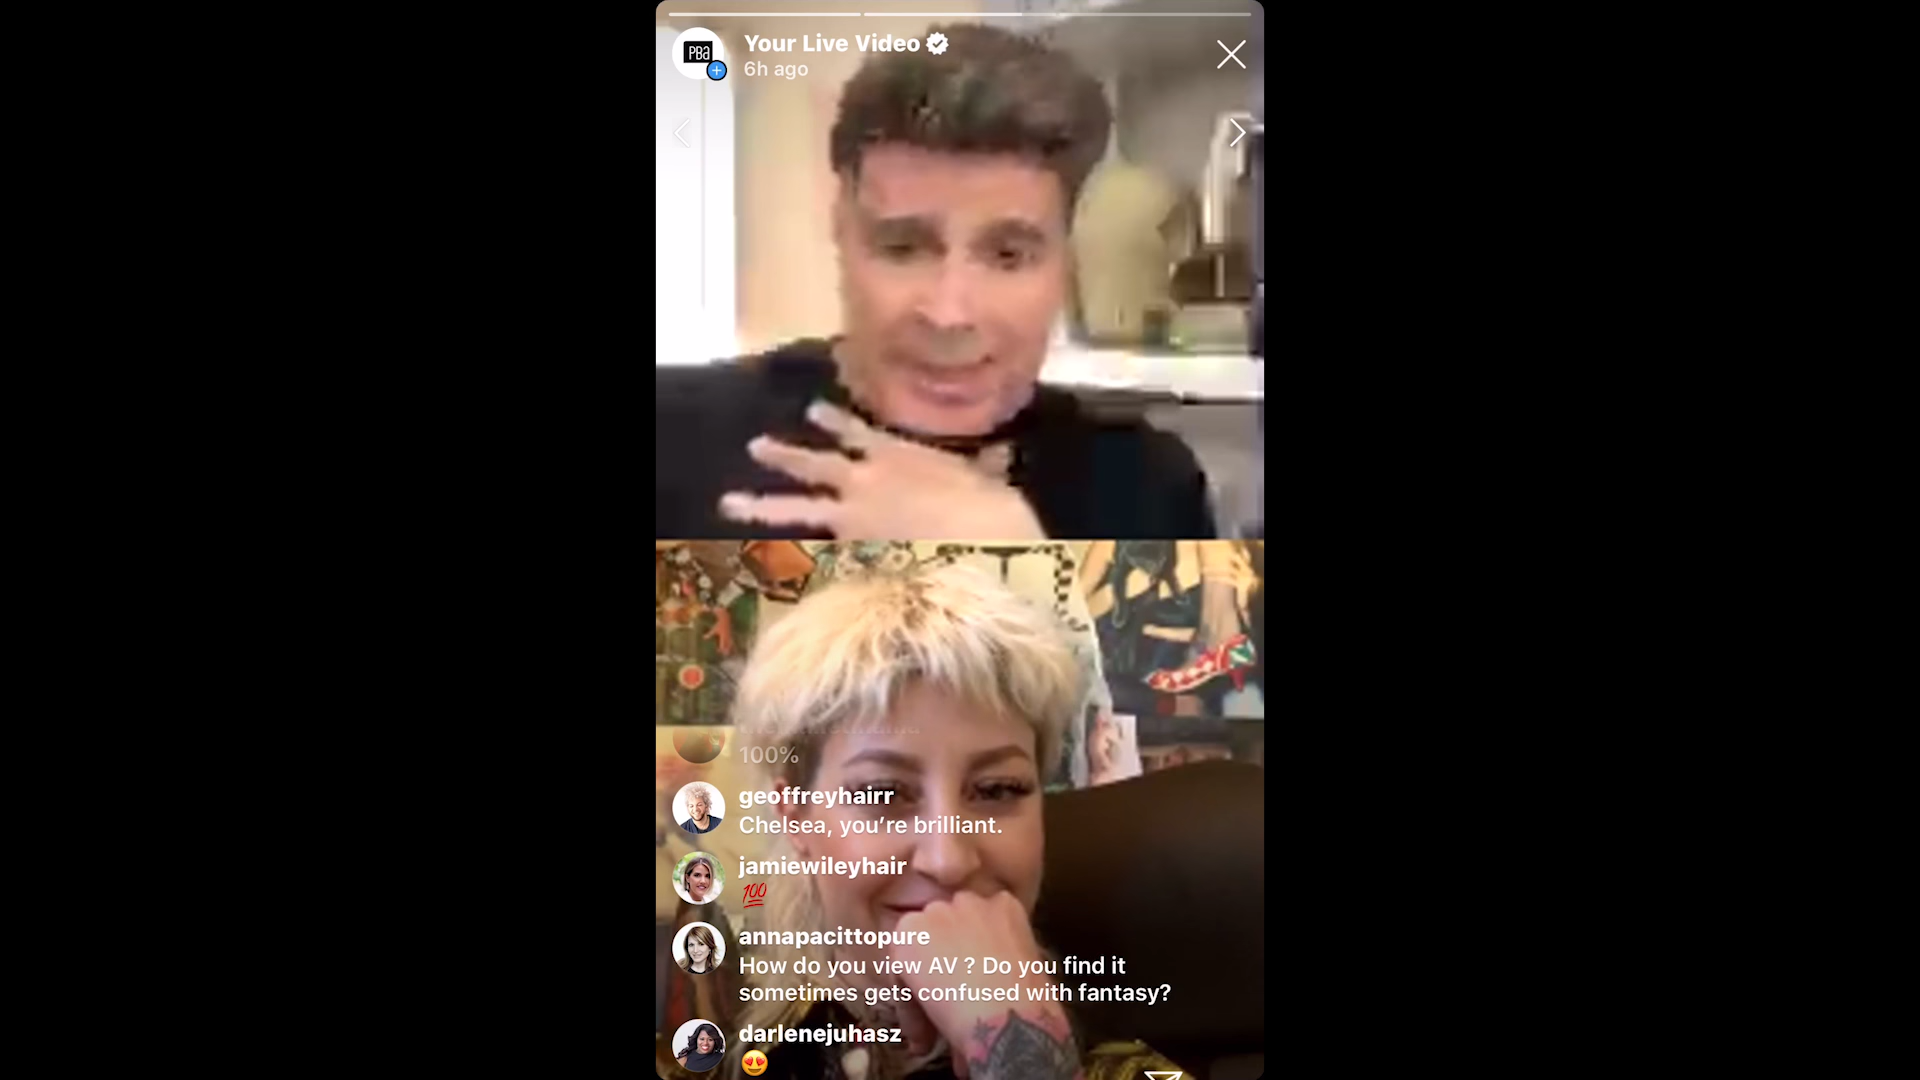 PBa
Your Live Video
6h ago
100%
geoffreyhairr
Chelsea, you’re brilliant.
jamiewileyhair
💯
annapacittopure
How do you view AV ? Do you find it
sometimes gets confused with fantasy?
darlenejuhasz
😍